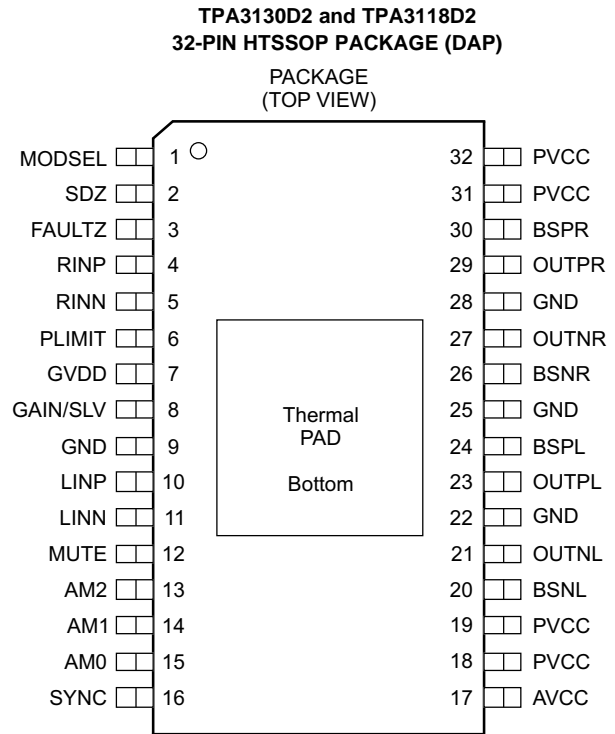 TPA3130D2 and TPA3118D2
32-PIN HTSSOP PACKAGE (DAP)
PACKAGE
(TOP VIEW)
MODSEL 1 32 PVCC
SDZ 2 31 PVCC
FAULTZ 3 30 BSPR
RINP 4 29 OUTPR
RINN 5 28 GND
PLIMIT 6 27 OUTNR
GVDD 7 26 BSNR
GAIN/SLV 8 25 GND
GND 9 24 BSPL
LINP 10 23 OUTPL
LINN 11 22 GND
MUTE 12 21 OUTNL
AM2 13 20 BSNL
AM1 14 19 PVCC
AM0 15 18 PVCC
SYNC 16 17 AVCC
Thermal
PAD
Bottom